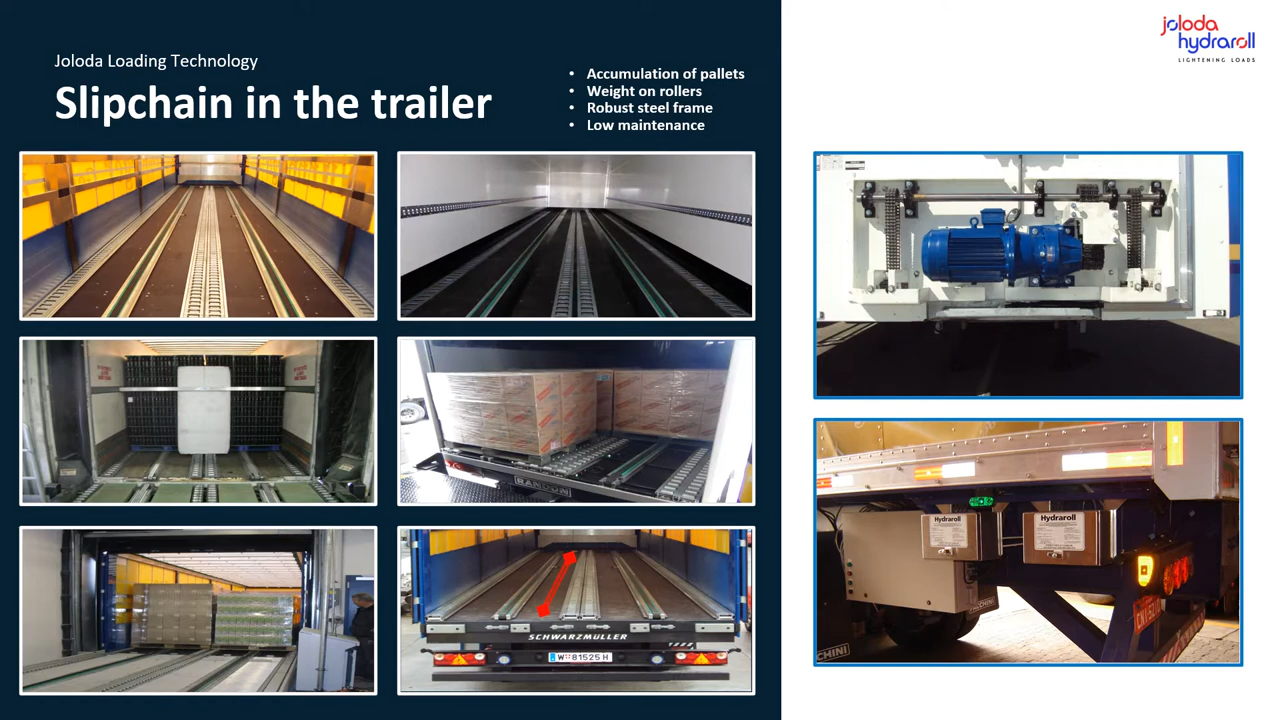 Joloda Loading Technology
Slipchain in the trailer
• Accumulation of pallets
• Weight on rollers
• Robust steel frame
• Low maintenance
joloda
hydraroll
LIGHTENING LOADS
RANDON
SCHWARZMÜLLER
W 81525 H
Hydraroll
Hydraroll